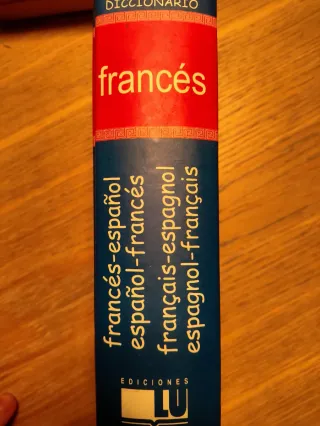 DICCIONARIO
francés
francés-español
español-francés
français-espagnol
espagnol-français
EDICIONES
LU